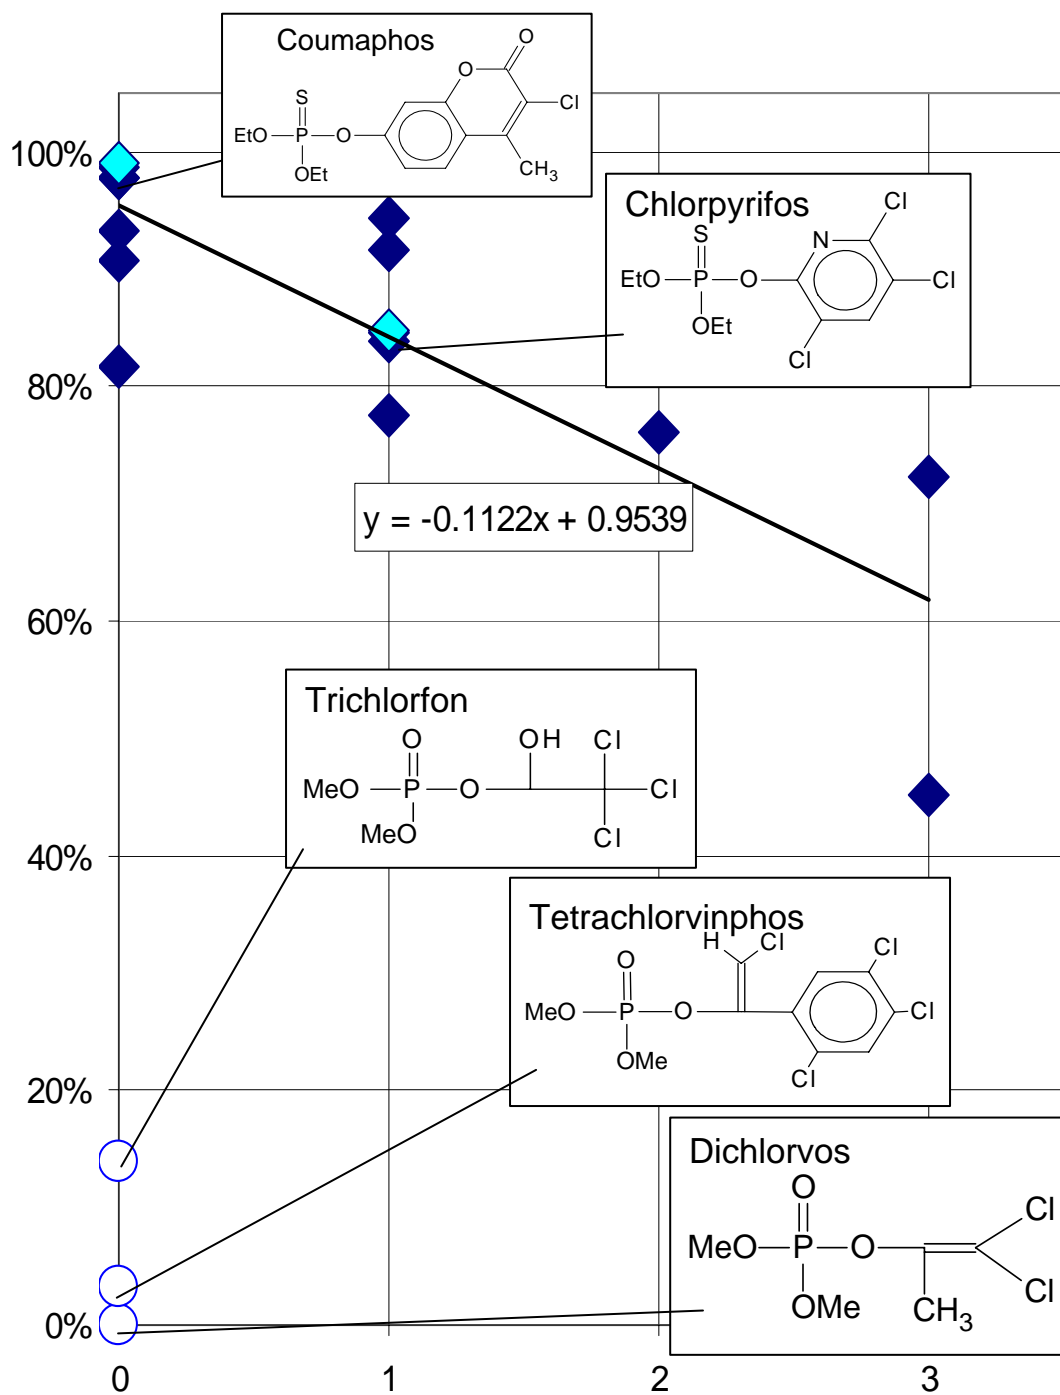 Coumaphos
O
O
S
Cl
EtO
P
O
OEt
CH3
100%
Chlorpyrifos
Cl
S
N
EtO
P
O
Cl
OEt
Cl
80%
y = -0.1122x + 0.9539
60%
Trichlorfon
O
OH
Cl
MeO
P
O
Cl
MeO
Cl
40%
Tetrachlorvinphos
H
Cl
O
Cl
MeO
P
O
Cl
OMe
Cl
20%
Dichlorvos
O
Cl
MeO
P
O
Cl
OMe
CH3
0%
0 1 2 3